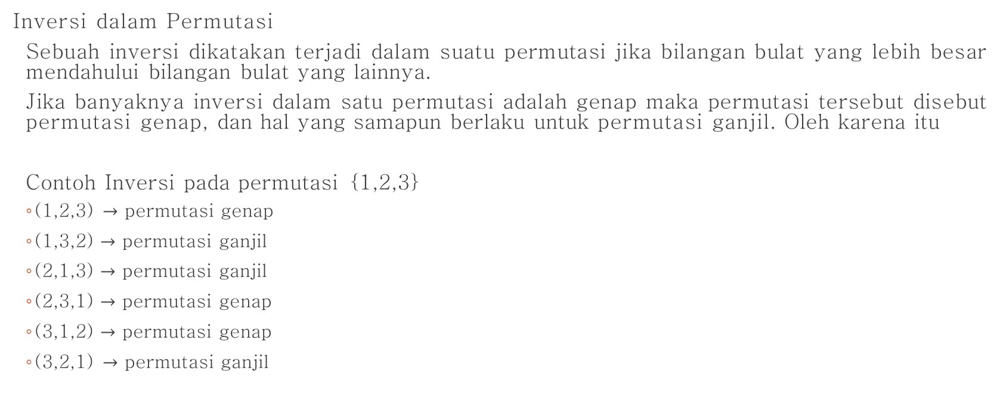 Inversi dalam Permutasi
Sebuah inversi dikatakan terjadi dalam suatu permutasi jika bilangan bulat yang lebih besar
mendahului bilangan bulat yang lainnya.
Jika banyaknya inversi dalam satu permutasi adalah genap maka permutasi tersebut disebut
permutasi genap, dan hal yang samapun berlaku untuk permutasi ganjil. Oleh karena itu
Contoh Inversi pada permutasi {1,2,3}
◦(1,2,3) → permutasi genap
◦(1,3,2) → permutasi ganjil
◦(2,1,3) → permutasi ganjil
◦(2,3,1) → permutasi genap
◦(3,1,2) → permutasi genap
◦(3,2,1) → permutasi ganjil